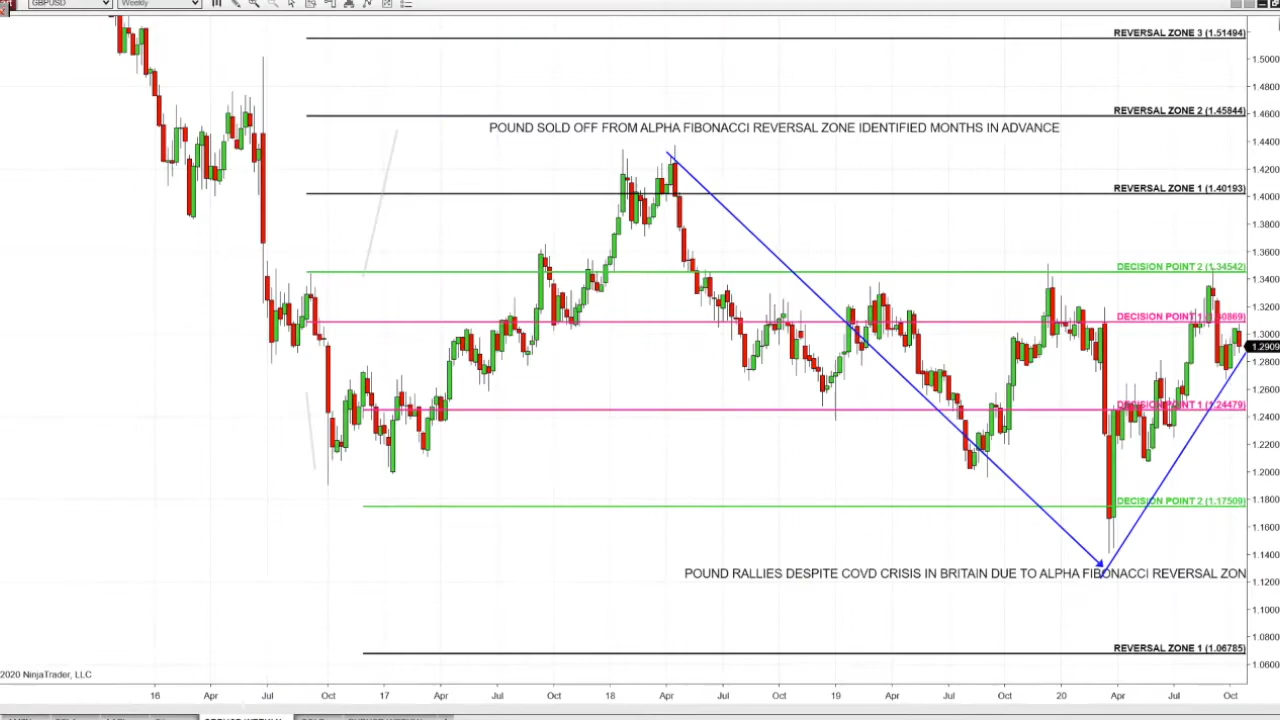 GBPUSD
Weekly
REVERSAL ZONE 3 (1.51494)
1.5000
1.4800
REVERSAL ZONE 2 (1.45844)
1.4600
POUND SOLD OFF FROM ALPHA FIBONACCI REVERSAL ZONE IDENTIFIED MONTHS IN ADVANCE
1.4400
1.4200
REVERSAL ZONE 1 (1.40193)
1.4000
1.3800
1.3600
DECISION POINT 2 (1.34542)
1.3400
1.3200
DECISION POINT 1 (1.30869)
1.3000
1.2909
1.2800
1.2600
DECISION POINT 1 (1.24479)
1.2400
1.2200
1.2000
1.1800
DECISION POINT 2 (1.17509)
1.1600
1.1400
POUND RALLIES DESPITE COVD CRISIS IN BRITAIN DUE TO ALPHA FIBONACCI REVERSAL ZON
1.1200
1.1000
1.0800
REVERSAL ZONE 1 (1.06785)
1.0600
2020 NinjaTrader, LLC
16 Apr Jul Oct 17 Apr Jul Oct 18 Apr Jul Oct 19 Apr Jul Oct 20 Apr Jul Oct